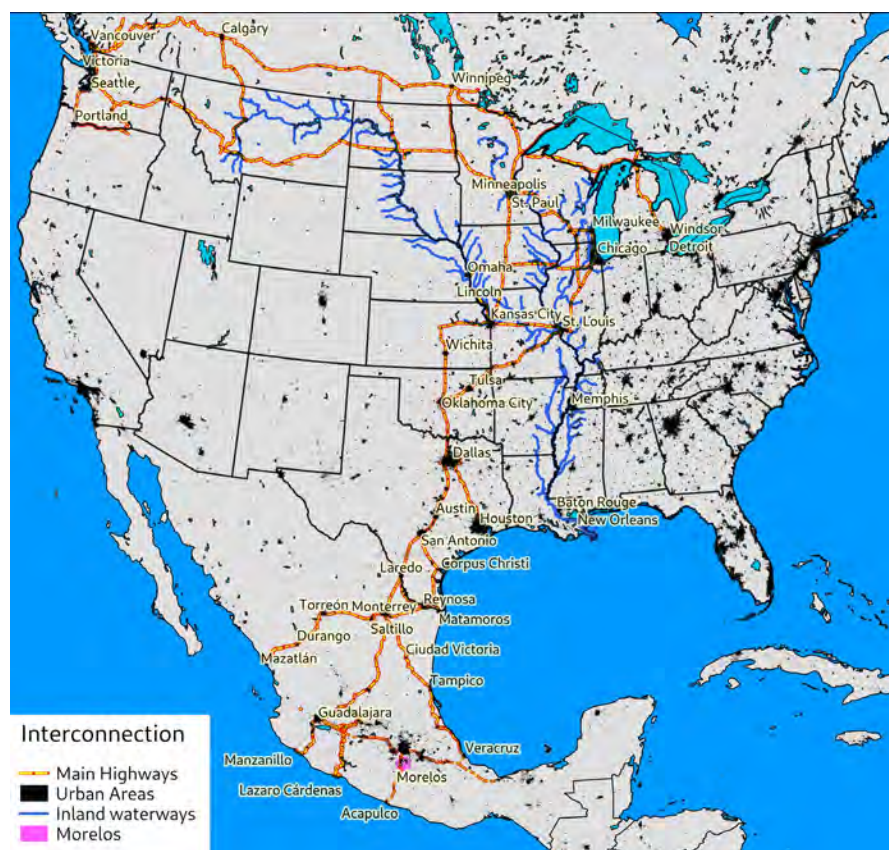 Vancouver
Calgary
Victoria
Seattle
Winnipeg
Portland
Minneapolis
St. Paul
Milwaukee
Windsor
Detroit
Chicago
Omaha
Lincoln
Kansas City
St. Louis
Wichita
Tulsa
Oklahoma City
Memphis
Dallas
Austin
Houston
Baton Rouge
New Orleans
San Antonio
Laredo
Corpus Christi
Torreón
Monterrey
Reynosa
Matamoros
Durango
Saltillo
Mazatlán
Ciudad Victoria
Tampico
Guadalajara
Veracruz
Manzanillo
Morelos
Lazaro Cárdenas
Acapulco
Interconnection
Main Highways
Urban Areas
Inland waterways
Morelos